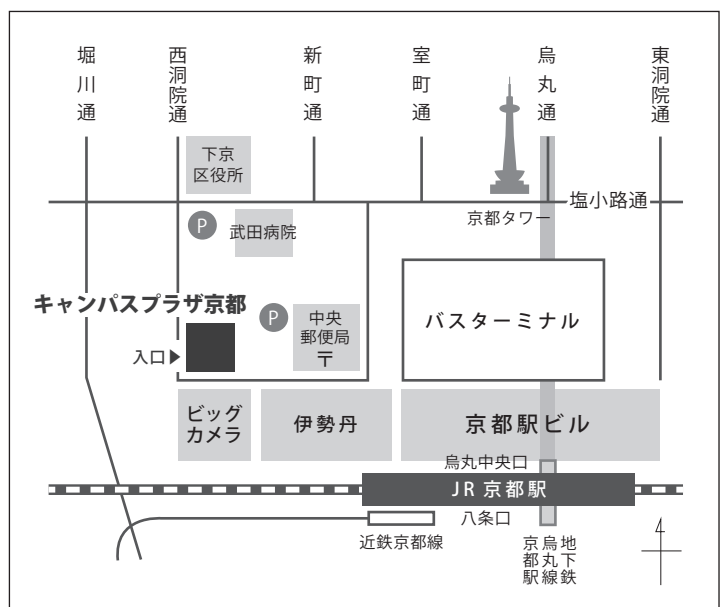 堀川通
西洞院通
新町通
室町通
烏丸通
東洞院通
下京
区役所
塩小路通
京都タワー
P
武田病院
キャンパスプラザ京都
P
中央
郵便局
〒
バスターミナル
入口▶
ビッグ
カメラ
伊勢丹
京都駅ビル
烏丸中央口
JR京都駅
八条口
近鉄京都線
地下鉄
烏丸線
京都駅